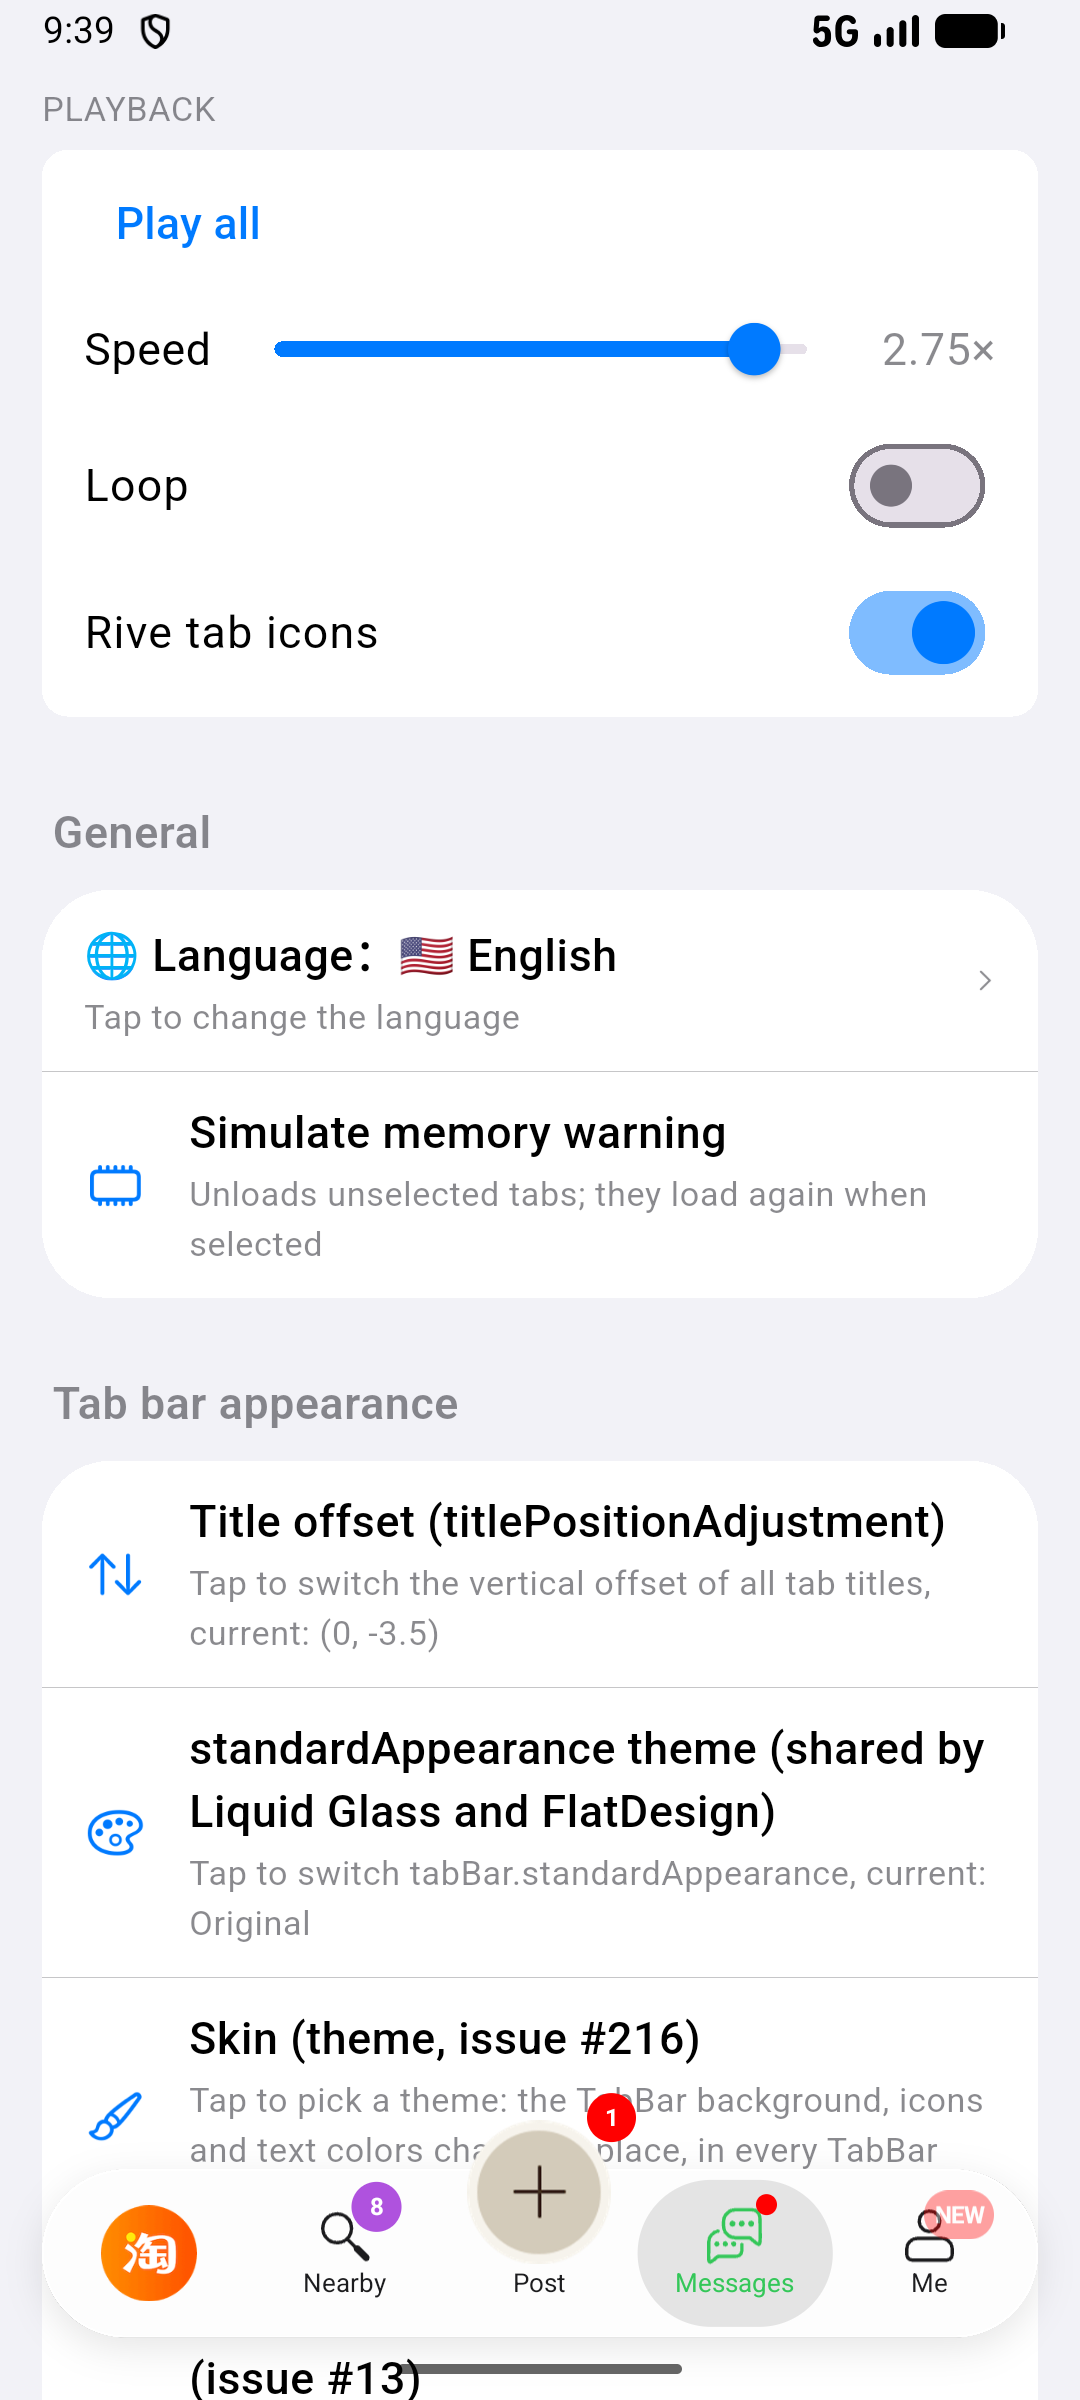 9:39
5G
PLAYBACK
Play all
Speed
2.75×
Loop
Rive tab icons
General
Language：🇺🇸 English
Tap to change the language
Simulate memory warning
Unloads unselected tabs; they load again when
selected
Tab bar appearance
Title offset (titlePositionAdjustment)
Tap to switch the vertical offset of all tab titles,
current: (0, -3.5)
standardAppearance theme (shared by
Liquid Glass and FlatDesign)
Tap to switch tabBar.standardAppearance, current:
Original
Skin (theme, issue #216)
Tap to pick a theme: the Bar background, icons
1
and text colors place, in every TabBar
淘
8
Nearby
Post
Messages
NEW
Me
(issue #13)